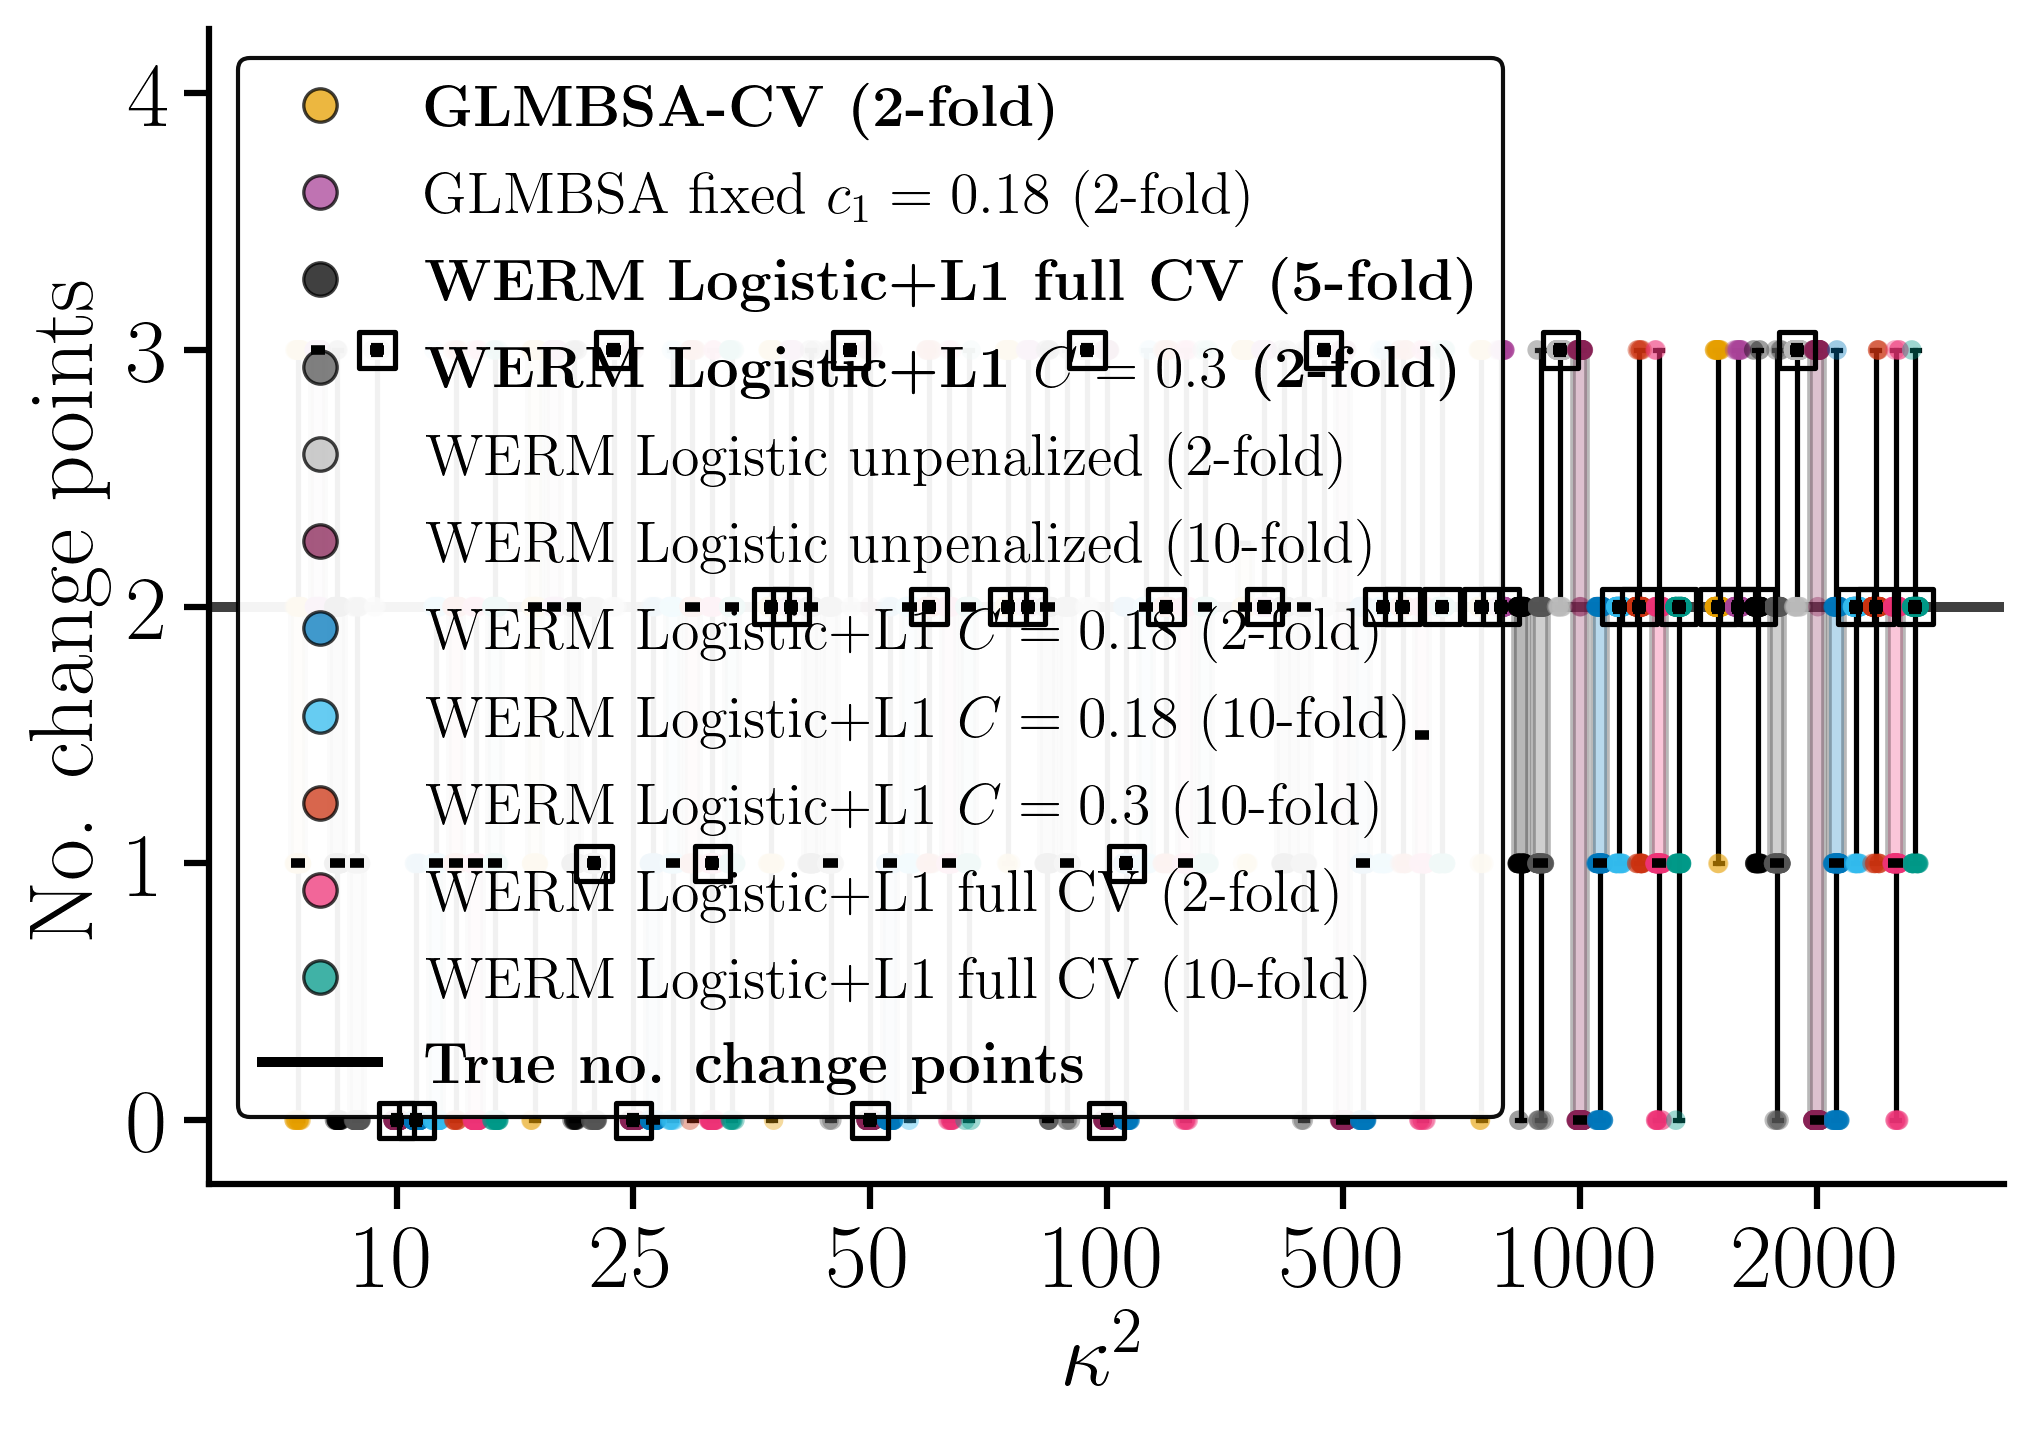 No. change points
4
3
2
1
0
GLMBSA-CV (2-fold)
GLMBSA fixed c₁ = 0.18 (2-fold)
WERM Logistic+L1 full CV (5-fold)
WERM Logistic+L1 C = 0.3 (2-fold)
WERM Logistic unpenalized (2-fold)
WERM Logistic unpenalized (10-fold)
WERM Logistic+L1 C = 0.18 (2-fold)
WERM Logistic+L1 C = 0.18 (10-fold)
WERM Logistic+L1 C = 0.3 (10-fold)
WERM Logistic+L1 full CV (2-fold)
WERM Logistic+L1 full CV (10-fold)
True no. change points
10 25 50 100 500 1000 2000
κ²